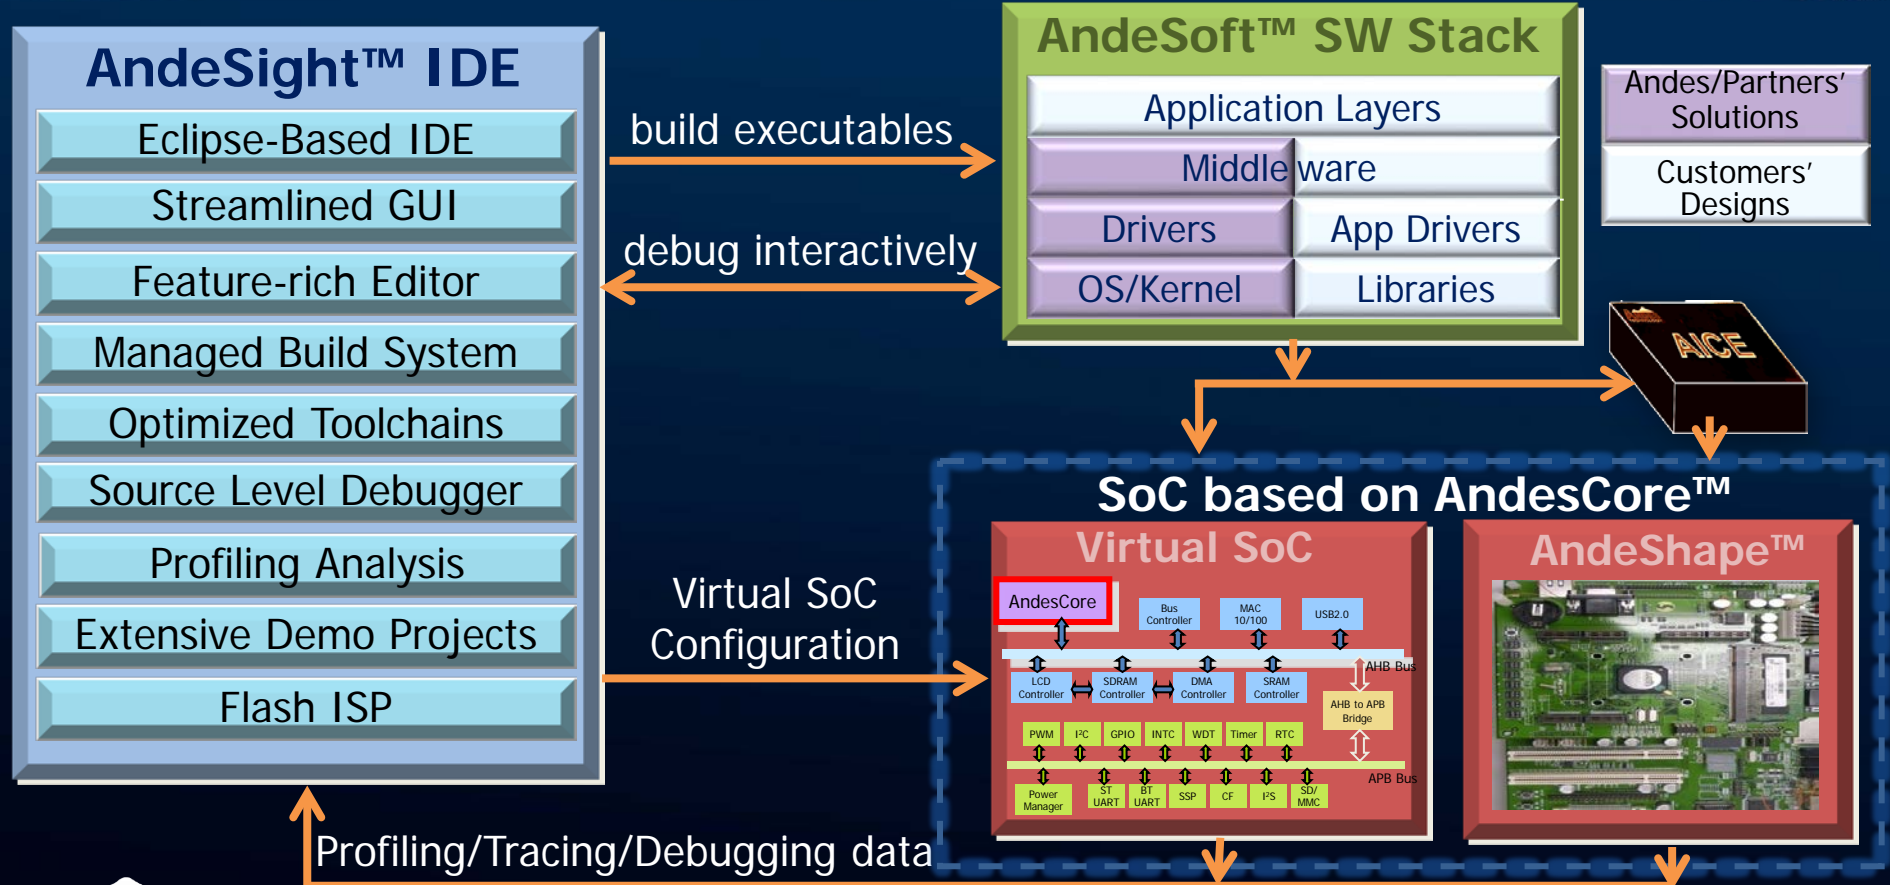 AndeSight™ IDE
Eclipse-Based IDE
Streamlined GUI
Feature-rich Editor
Managed Build System
Optimized Toolchains
Source Level Debugger
Profiling Analysis
Extensive Demo Projects
Flash ISP
build executables
debug interactively
Virtual SoC
Configuration
Profiling/Tracing/Debugging data
AndeSoft™ SW Stack
Application Layers
Middle ware
Drivers
App Drivers
OS/Kernel
Libraries
Andes/Partners'
Solutions
Customers'
Designs
AICE
SoC based on AndesCore™
Virtual SoC
AndesCore
Bus
Controller
MAC
10/100
USB2.0
AHB Bus
LCD
Controller
SDRAM
Controller
DMA
Controller
SRAM
Controller
AHB to APB
Bridge
PWM
I²C
GPIO
INTC
WDT
Timer
RTC
APB Bus
Power
Manager
ST
UART
BT
UART
SSP
CF
I²S
SD/
MMC
AndeShape™